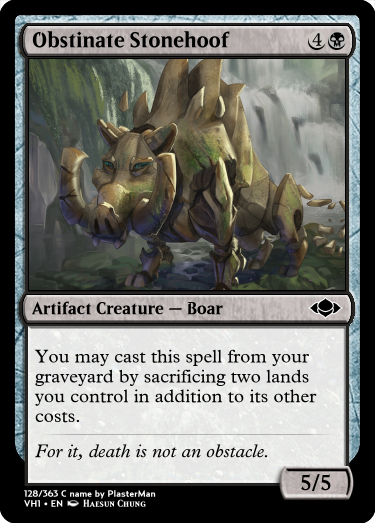 Obstinate Stonehoof 4
Artifact Creature — Boar
You may cast this spell from your
graveyard by sacrificing two lands
you control in addition to its other
costs.
For it, death is not an obstacle.
5/5
128/363 C name by PlasterMan
VH1 • EN Haesun Chung